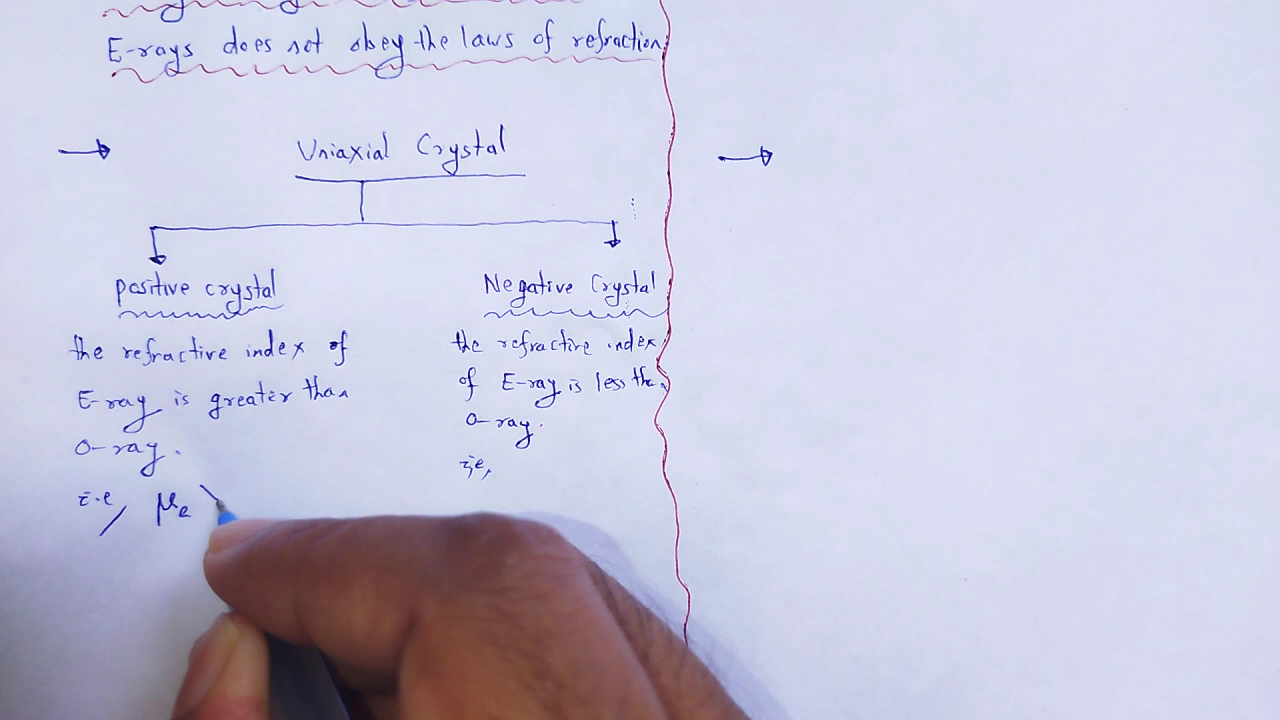 E-rays does not obey the laws of refraction
Uniaxial Crystal
positive crystal
the refractive index of
E-ray is greater than
O-ray.
i.e, μe
Negative Crystal
the refractive index
of E-ray is less than
O-ray.
i,e,